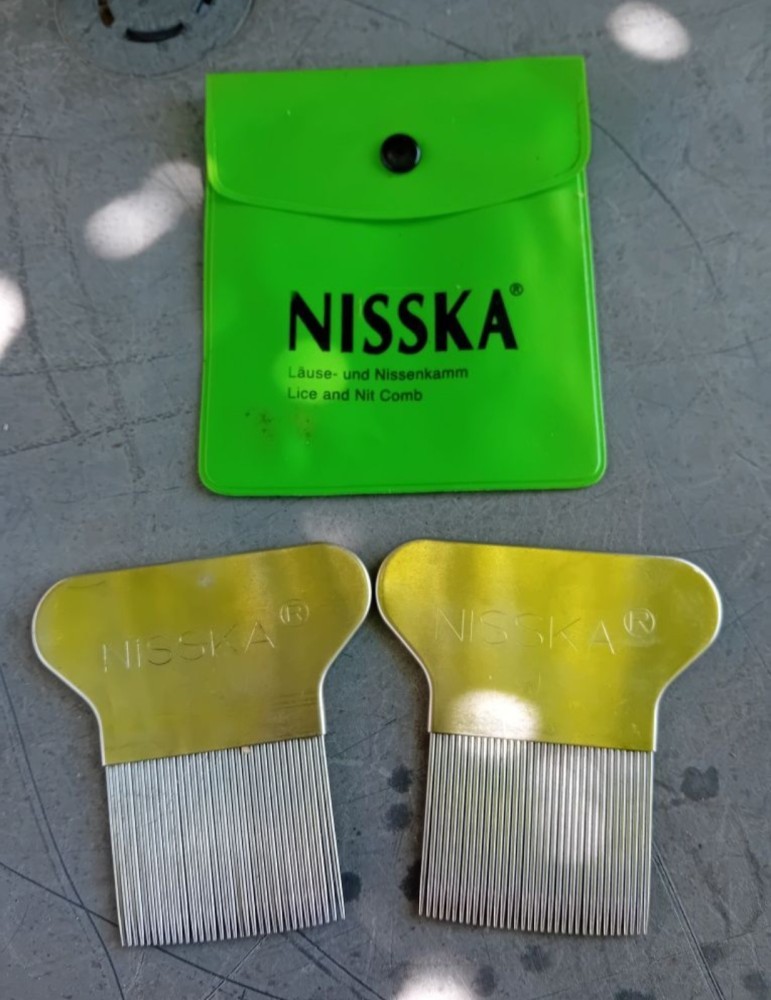 NISSKA®
Läuse- und Nissenkamm
Lice and Nit Comb
NISSKA®
NISSKA®